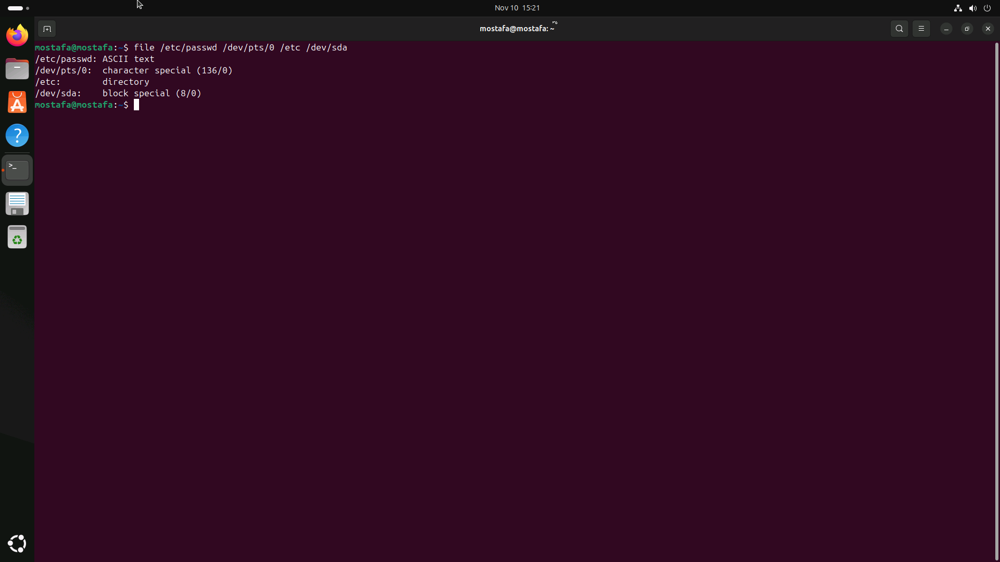 Nov 10 15:21
mostafa@mostafa: ~
mostafa@mostafa:~$ file /etc/passwd /dev/pts/0 /etc /dev/sda
/etc/passwd: ASCII text
/dev/pts/0:  character special (136/0)
/etc:        directory
/dev/sda:    block special (8/0)
mostafa@mostafa:~$